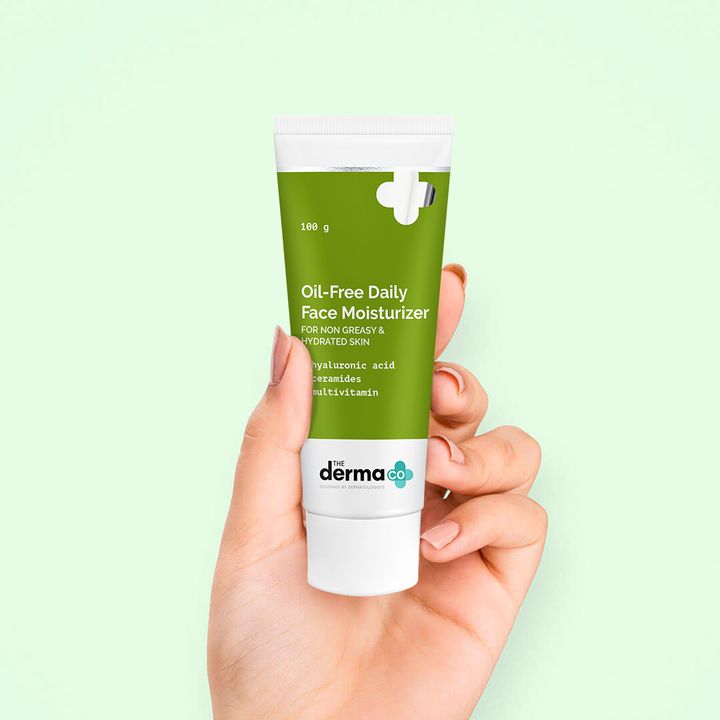 100 g
Oil-Free Daily
Face Moisturizer
FOR NON GREASY &
HYDRATED SKIN
hyaluronic acid
ceramides
multivitamin
THE
derma co
DESIGNED BY DERMATOLOGISTS